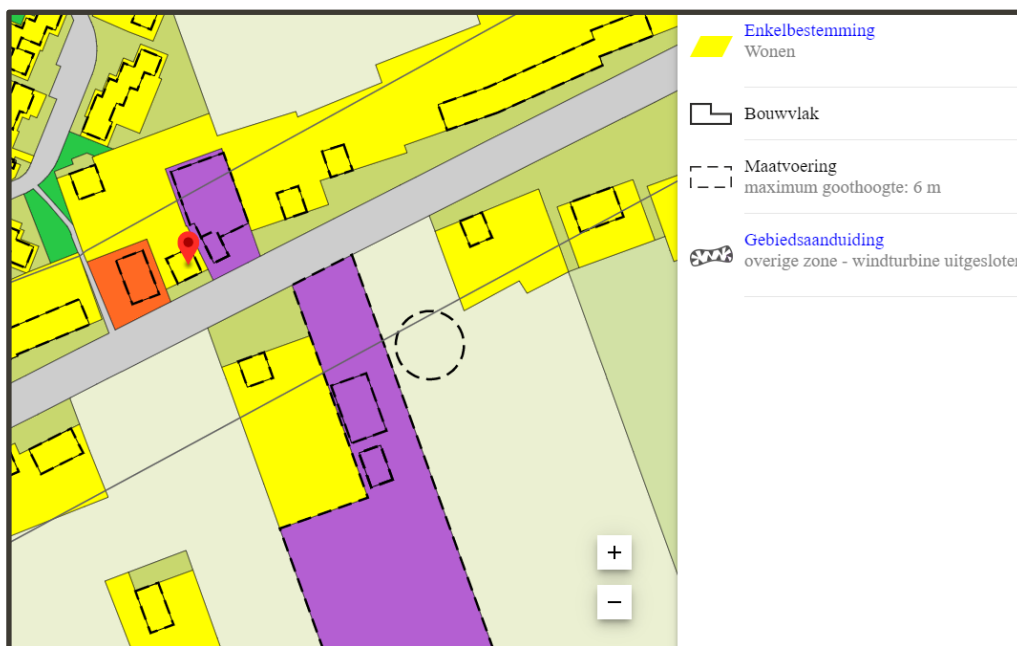 Enkelbestemming
Wonen
Bouwvlak
Maatvoering
maximum goothoogte: 6 m
Gebiedsaanduiding
overige zone - windturbine uitgesloten
+
−